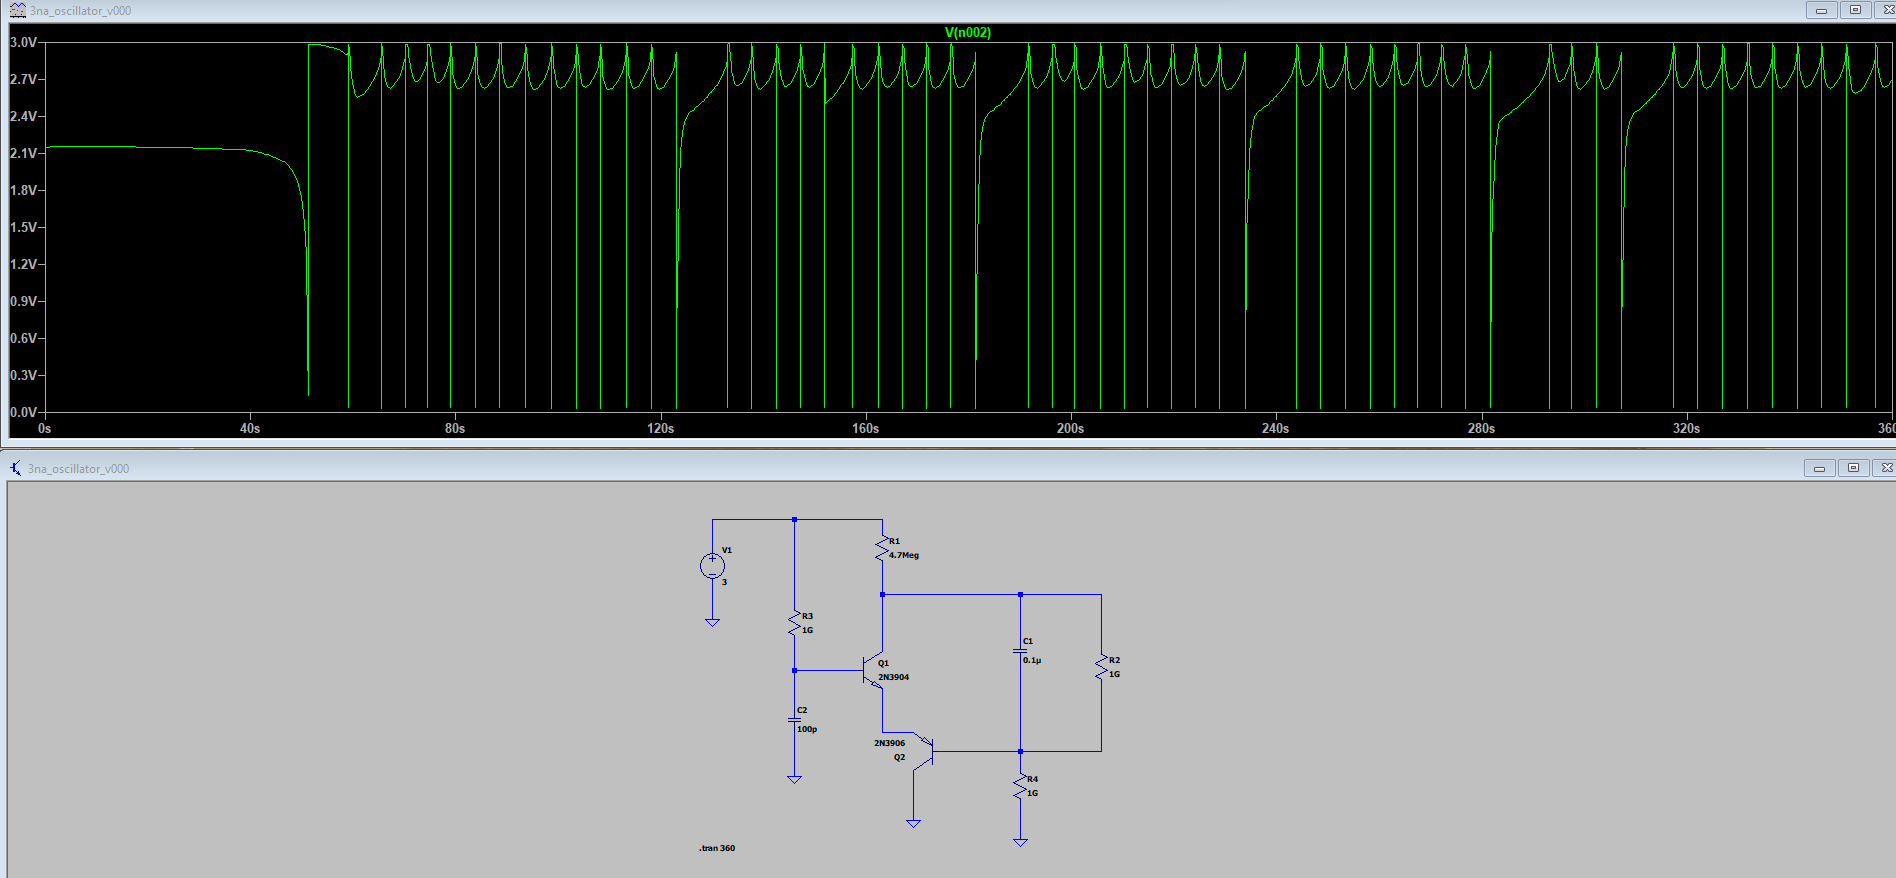 3na_oscillator_v000
V(n002)
3.0V
2.7V
2.4V
2.1V
1.8V
1.5V
1.2V
0.9V
0.6V
0.3V
0.0V
0s 40s 80s 120s 160s 200s 240s 280s 320s 360
3na_oscillator_v000
R1
4.7Meg
V1
3
R3
1G
C1
0.1µ
R2
1G
Q1
2N3904
C2
100p
2N3906
Q2
R4
1G
.tran 360